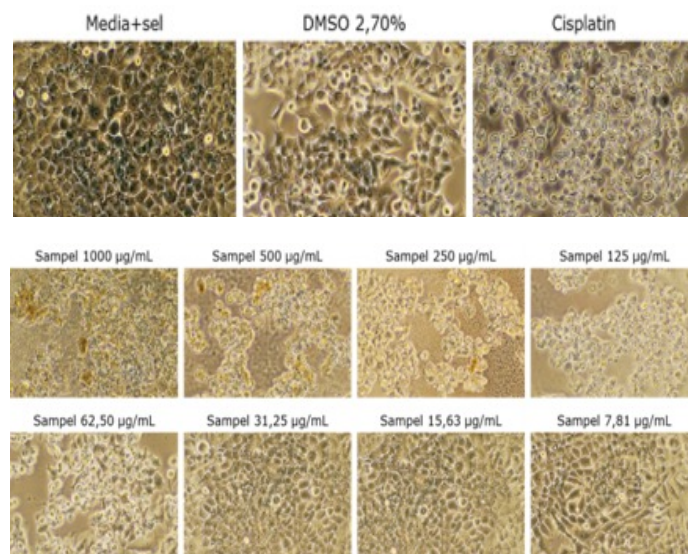 Media+sel DMSO 2,70% Cisplatin
Sampel 1000 µg/mL Sampel 500 µg/mL Sampel 250 µg/mL Sampel 125 µg/mL
Sampel 62,50 µg/mL Sampel 31,25 µg/mL Sampel 15,63 µg/mL Sampel 7,81 µg/mL